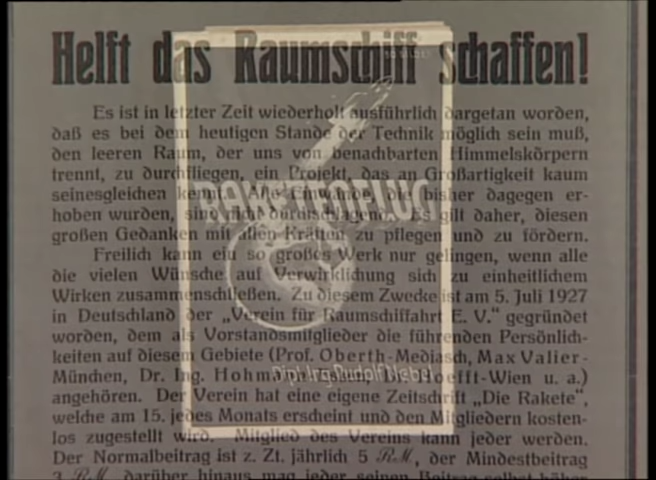 Helft das Raumschiff schaffen!
Es ist in letzter Zeit wiederholt ausführlich dargetan worden,
daß es bei dem heutigen Stande der Technik möglich sein muß,
den leeren Raum, der uns von benachbarten Himmelskörpern
trennt, zu durchfliegen, ein Projekt, das an Großartigkeit kaum
seinesgleichen kennt. Alle Einwände, die bisher dagegen er-
hoben wurden, sind nicht durchschlagend. Es gilt daher, diesen
großen Gedanken mit allen Kräften zu pflegen und zu fördern.
Freilich kann ein so großes Werk nur gelingen, wenn alle
die vielen Wünsche auf Verwirklichung sich zu einheitlichem
Wirken zusammenschließen. Zu diesem Zwecke ist am 5. Juli 1927
in Deutschland der „Verein für Raumschiffahrt E. V.“ gegründet
worden, dem als Vorstandsmitglieder die führenden Persönlich-
keiten auf diesem Gebiete (Prof. Oberth-Mediasch, Max Valier-
München, Dr. Ing. Hohmann-Essen, Dr. Hoefft-Wien u. a.)
angehören. Der Verein hat eine eigene Zeitschrift „Die Rakete“,
welche am 15. jedes Monats erscheint und den Mitgliedern kosten-
los zugestellt wird. Mitglied des Vereins kann jeder werden.
Der Normalbeitrag ist z. Zt. jährlich 5 RM, der Mindestbeitrag
3 RM, darüber hinaus mag jeder seinen Beitrag selbst höher
RAKETENFLUG
Dipl. Ing. Rudolf Nebel